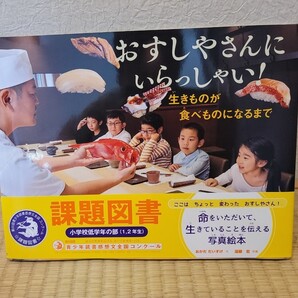 おすしやさんに
いらっしゃい!
生きものが
食べものになるまで
課題図書
小学校低学年の部(1,2年生)
青少年読書感想文全国コンクール
ここは ちょっと 変わった おすしやさん!
命をいただいて、
生きていることを伝える
写真絵本